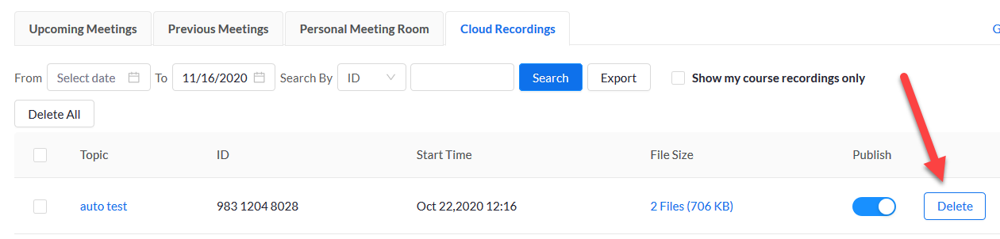 Upcoming Meetings Previous Meetings Personal Meeting Room Cloud Recordings G
From Select date To 11/16/2020 Search By ID Search Export Show my course recordings only
Delete All
Topic ID Start Time File Size Publish
auto test 983 1204 8028 Oct 22,2020 12:16 2 Files (706 KB) Delete